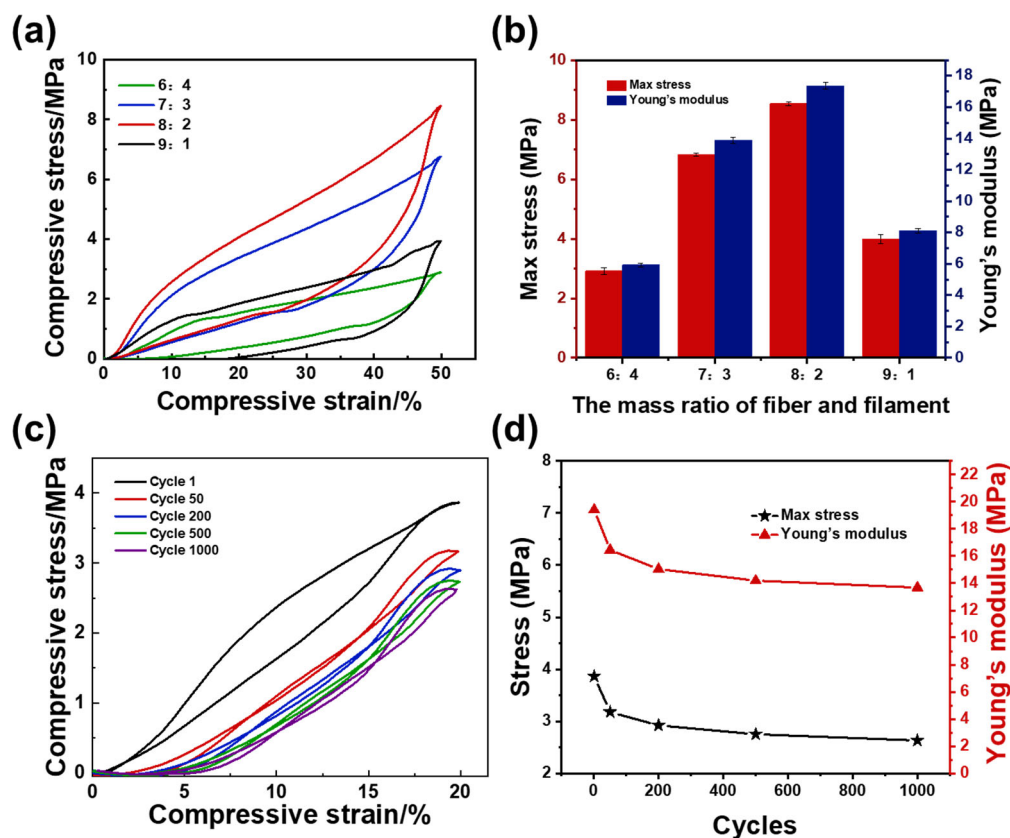 (a)
Compressive stress/MPa
10
8
6
4
2
0
6：4
7：3
8：2
9：1
0 10 20 30 40 50
Compressive strain/%
(b)
Max stress (MPa)
10
8
6
4
2
0
Max stress
Young's modulus
18
16
14
12
10
8
6
4
2
0
Young's modulus (MPa)
6：4 7：3 8：2 9：1
The mass ratio of fiber and filament
(c)
Compressive stress/MPa
4
3
2
1
0
Cycle 1
Cycle 50
Cycle 200
Cycle 500
Cycle 1000
0 5 10 15 20
Compressive strain/%
(d)
Stress (MPa)
8
7
6
5
4
3
2
Max stress
Young's modulus
22
20
18
16
14
12
10
8
6
4
2
0
Young's modulus (MPa)
0 200 400 600 800 1000
Cycles